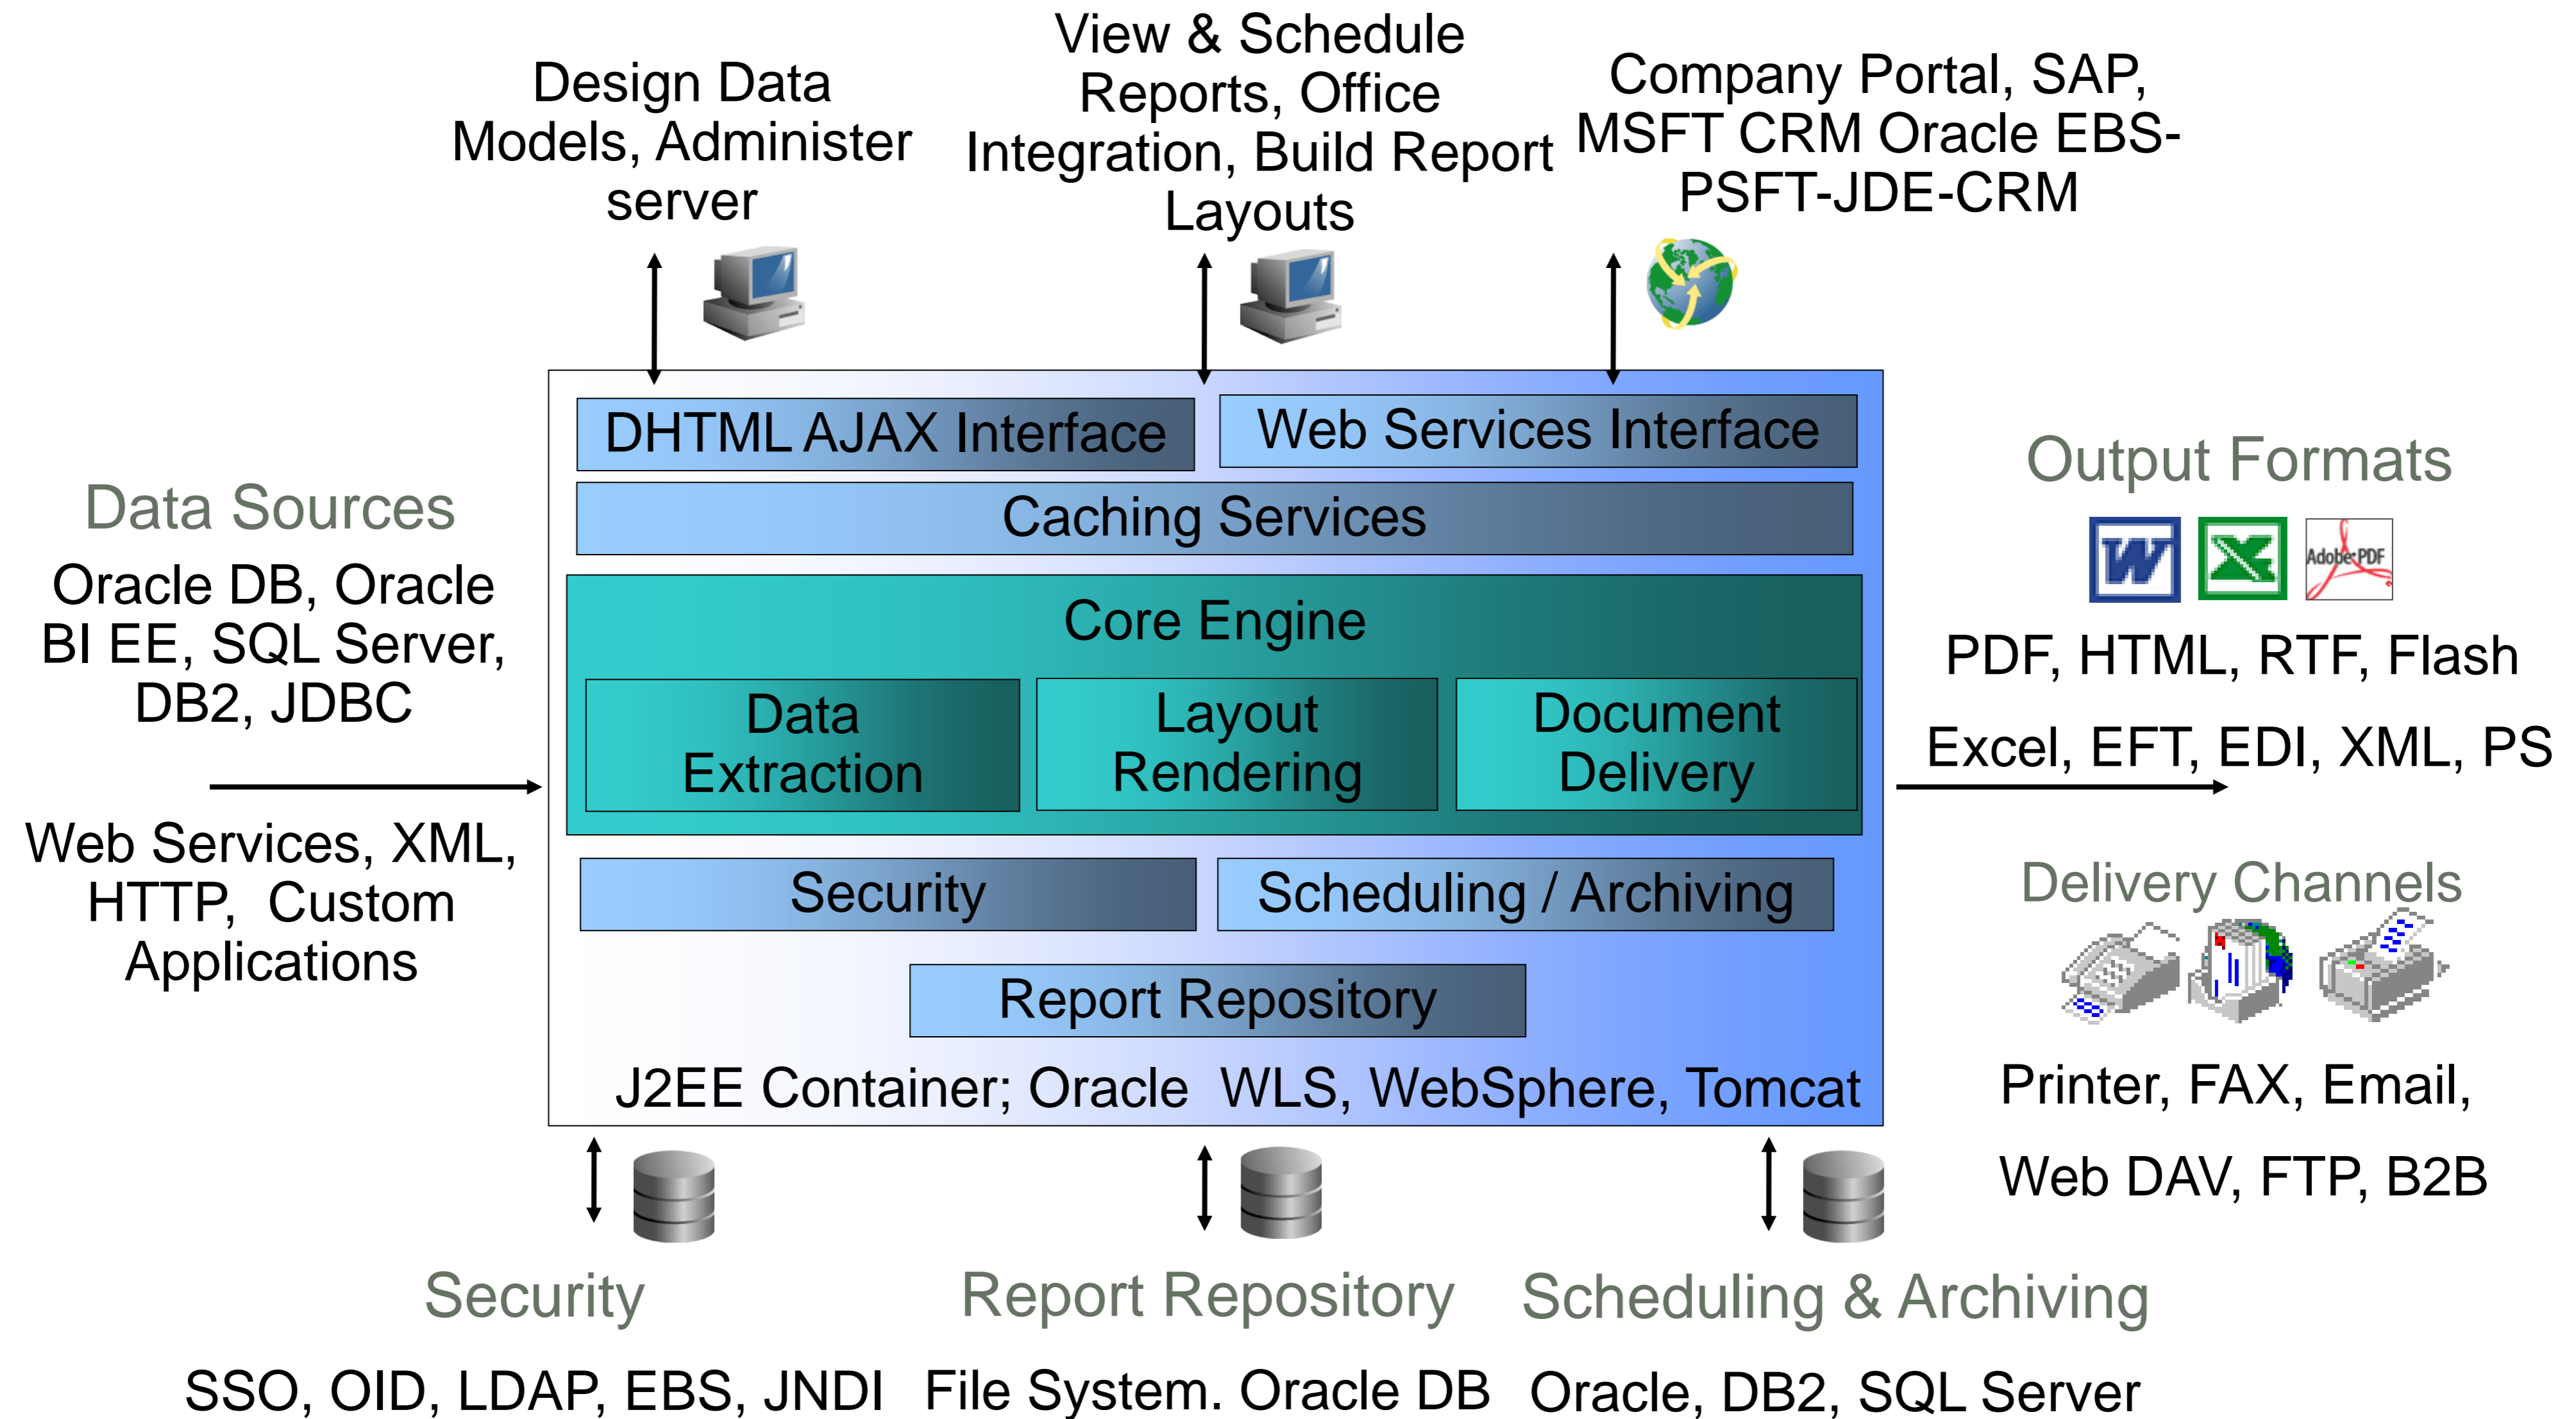 Design Data
Models, Administer
server
View & Schedule
Reports, Office
Integration, Build Report
Layouts
Company Portal, SAP,
MSFT CRM Oracle EBS-
PSFT-JDE-CRM
DHTML AJAX Interface
Web Services Interface
Caching Services
Core Engine
Data
Extraction
Layout
Rendering
Document
Delivery
Security
Scheduling / Archiving
Report Repository
J2EE Container; Oracle WLS, WebSphere, Tomcat
Data Sources
Oracle DB, Oracle
BI EE, SQL Server,
DB2, JDBC
Web Services, XML,
HTTP, Custom
Applications
Output Formats
W
X
Adobe PDF
PDF, HTML, RTF, Flash
Excel, EFT, EDI, XML, PS
Delivery Channels
Printer, FAX, Email,
Web DAV, FTP, B2B
Security
SSO, OID, LDAP, EBS, JNDI
Report Repository
File System. Oracle DB
Scheduling & Archiving
Oracle, DB2, SQL Server